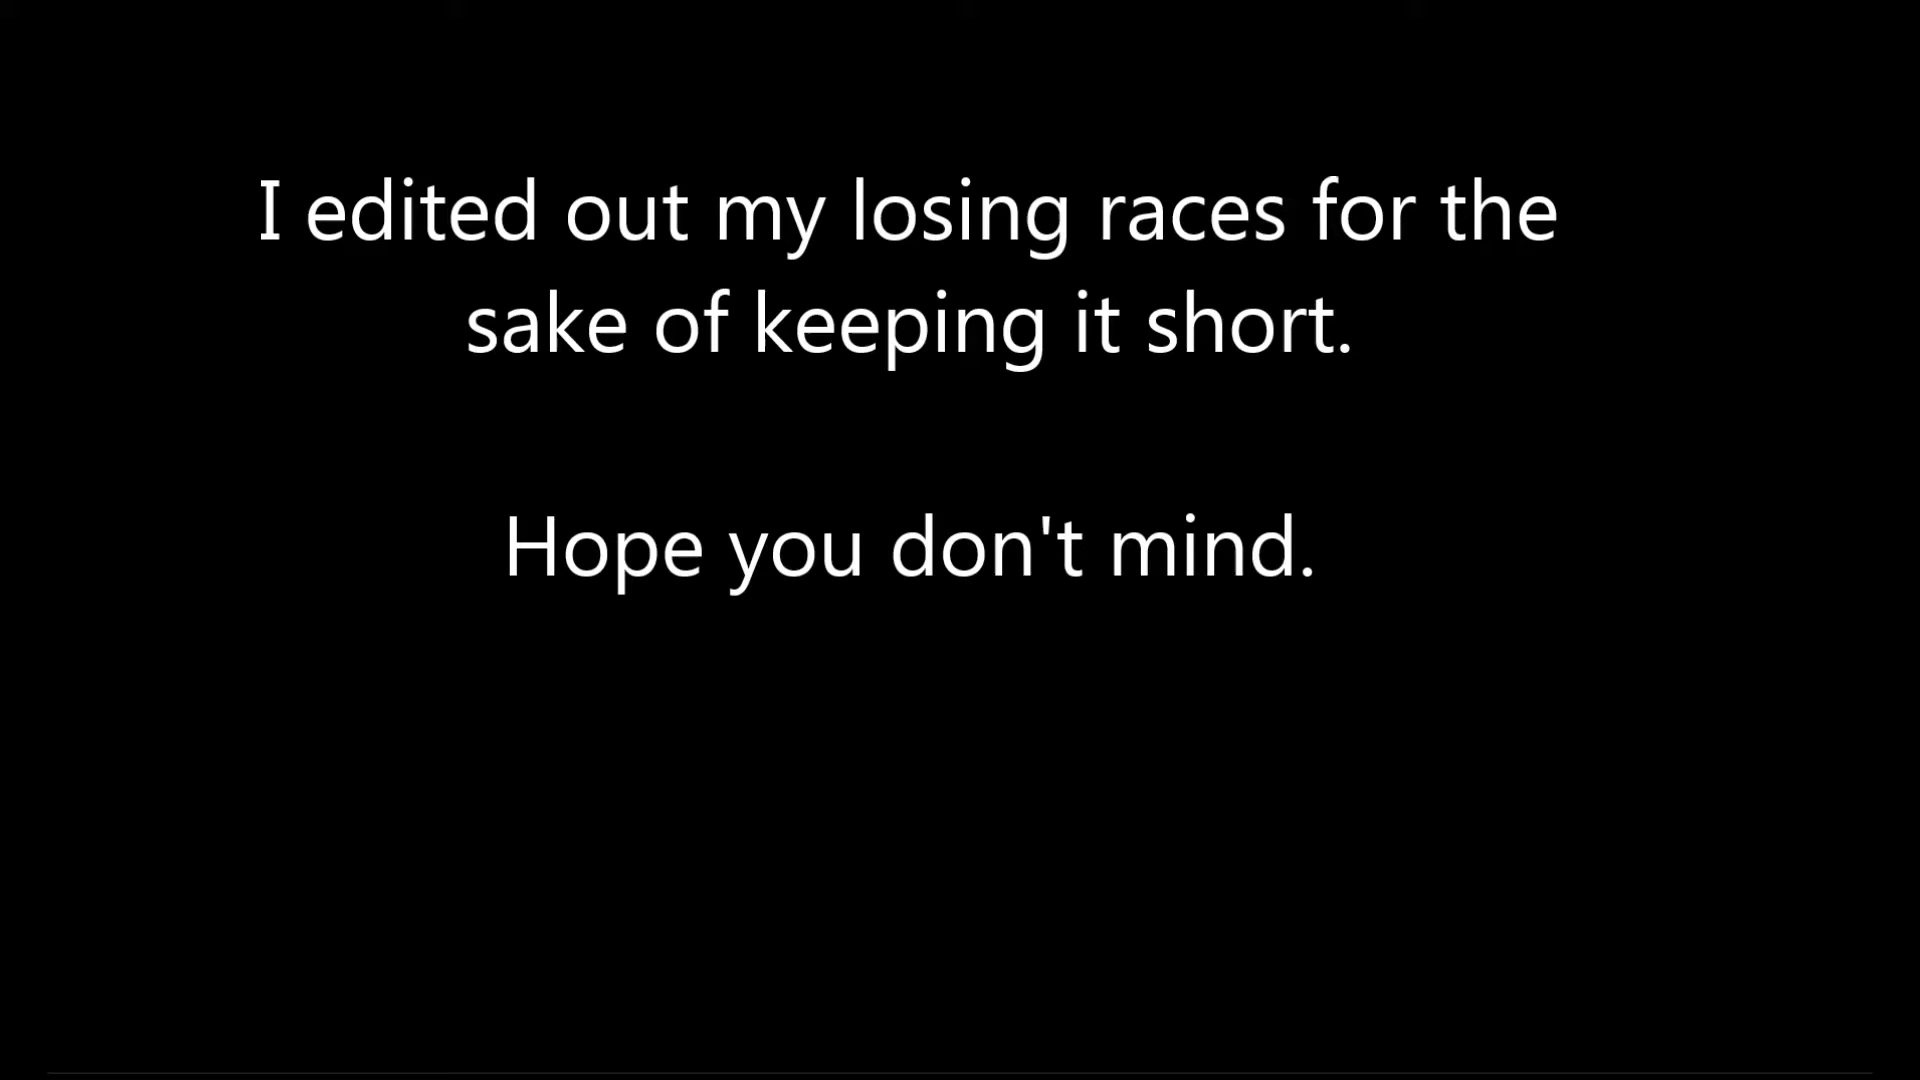 I edited out my losing races for the
sake of keeping it short.
Hope you don't mind.